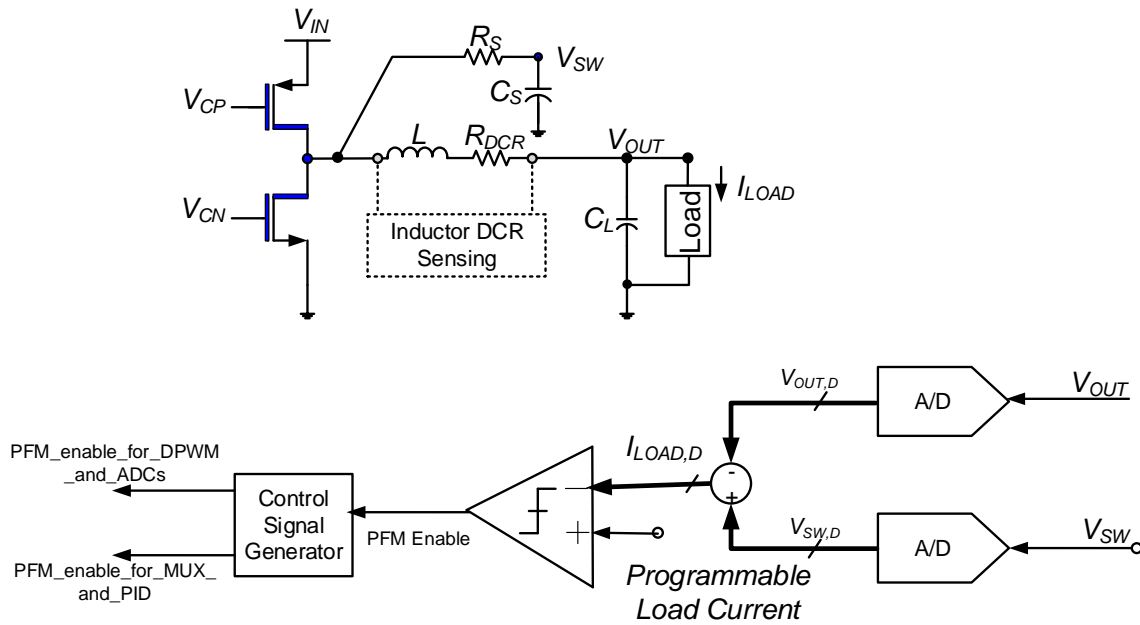 V_IN
R_S
V_SW
V_CP
C_S
L
R_DCR
V_OUT
I_LOAD
V_CN
Inductor DCR
Sensing
C_L
Load
V_OUT,D
A/D
V_OUT
PFM_enable_for_DPWM
_and_ADCs
I_LOAD,D
-
+
Control
Signal
Generator
PFM Enable
−
+
V_SW,D
A/D
V_SW
PFM_enable_for_MUX_
and_PID
Programmable
Load Current